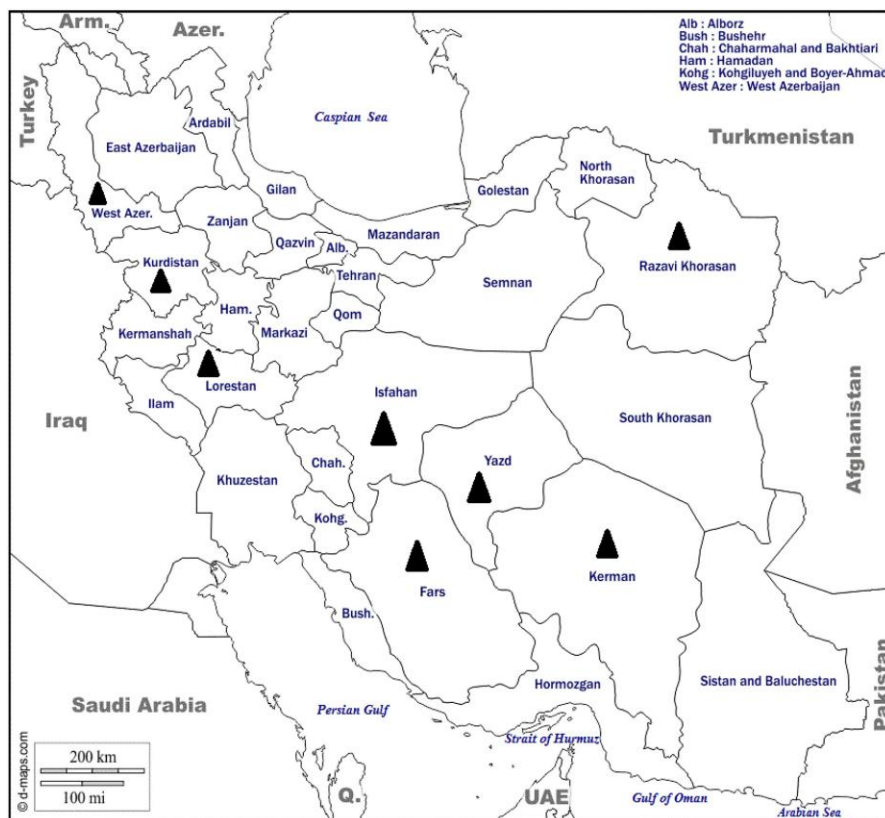 Arm.
Azer.
Alb : Alborz
Bush : Bushehr
Chah : Chaharmahal and Bakhtiari
Ham : Hamadan
Kohg : Kohgiluyeh and Boyer-Ahmad
West Azer : West Azerbaijan
Turkey
Ardabil
Caspian Sea
Turkmenistan
East Azerbaijan
North
Khorasan
Gilan
Golestan
West Azer.
Zanjan
Mazandaran
Qazvin
Alb.
Kurdistan
Razavi Khorasan
Tehran
Semnan
Ham.
Qom
Kermanshah
Markazi
Lorestan
Isfahan
Ilam
Iraq
South Khorasan
Afghanistan
Chah.
Yazd
Khuzestan
Kohg.
Kerman
Fars
Bush.
Sistan and Baluchestan
Pakistan
Hormozgan
Saudi Arabia
Persian Gulf
Strait of Hurmuz
200 km
100 mi
© d-maps.com
Q.
UAE
Gulf of Oman
Arabian Sea